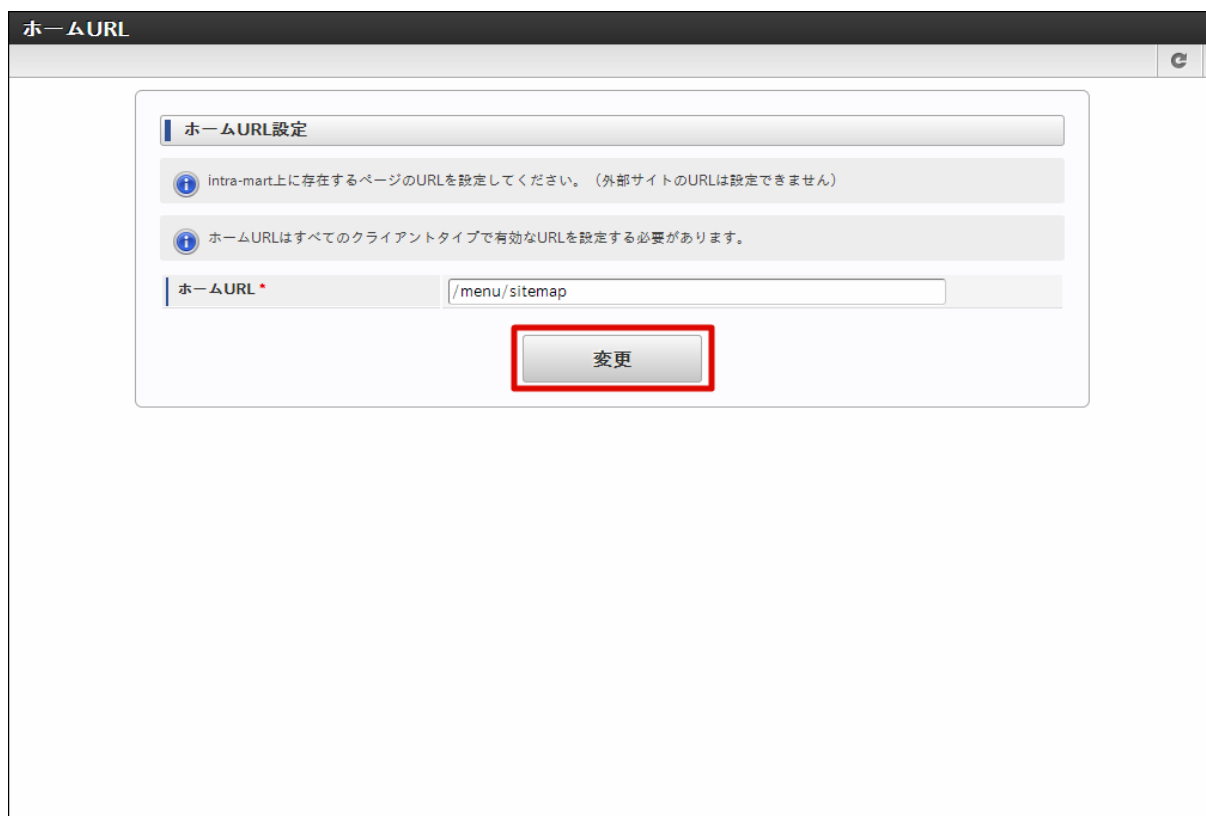 ホームURL
ホームURL設定
intra-mart上に存在するページのURLを設定してください。（外部サイトのURLは設定できません）
ホームURLはすべてのクライアントタイプで有効なURLを設定する必要があります。
ホームURL * /menu/sitemap
変更